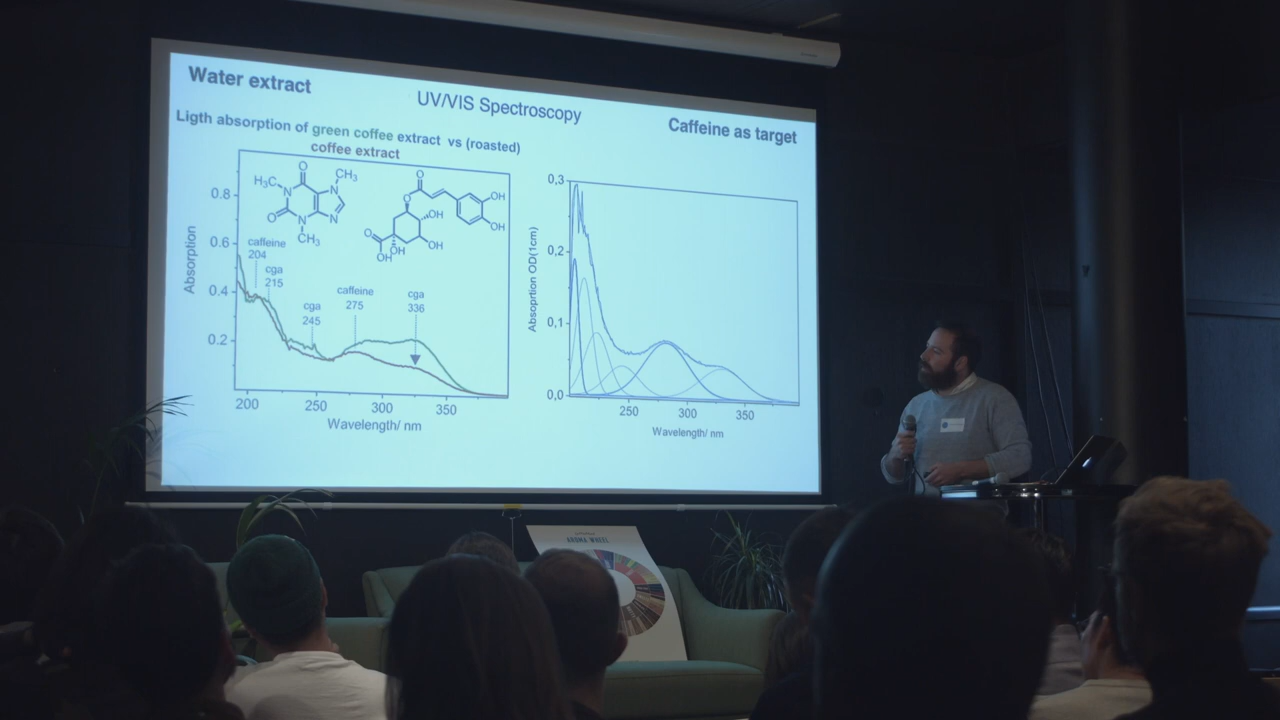 Water extract
UV/VIS Spectroscopy
Caffeine as target
Ligth absorption of green coffee extract vs (roasted)
coffee extract
Absorption
0.8
0.6
0.4
0.2
O
CH₃
H₃C
N
N
O
N
N
CH₃
O
O
OH
OH
OH
O
OH
OH
OH
caffeine
204
cga
215
cga
245
caffeine
275
cga
336
200
250
300
350
Wavelength/ nm
Absoprtion OD(1cm)
0,3
0,2
0,1
0,0
250
300
350
Wavelength/ nm
AROMA WHEEL